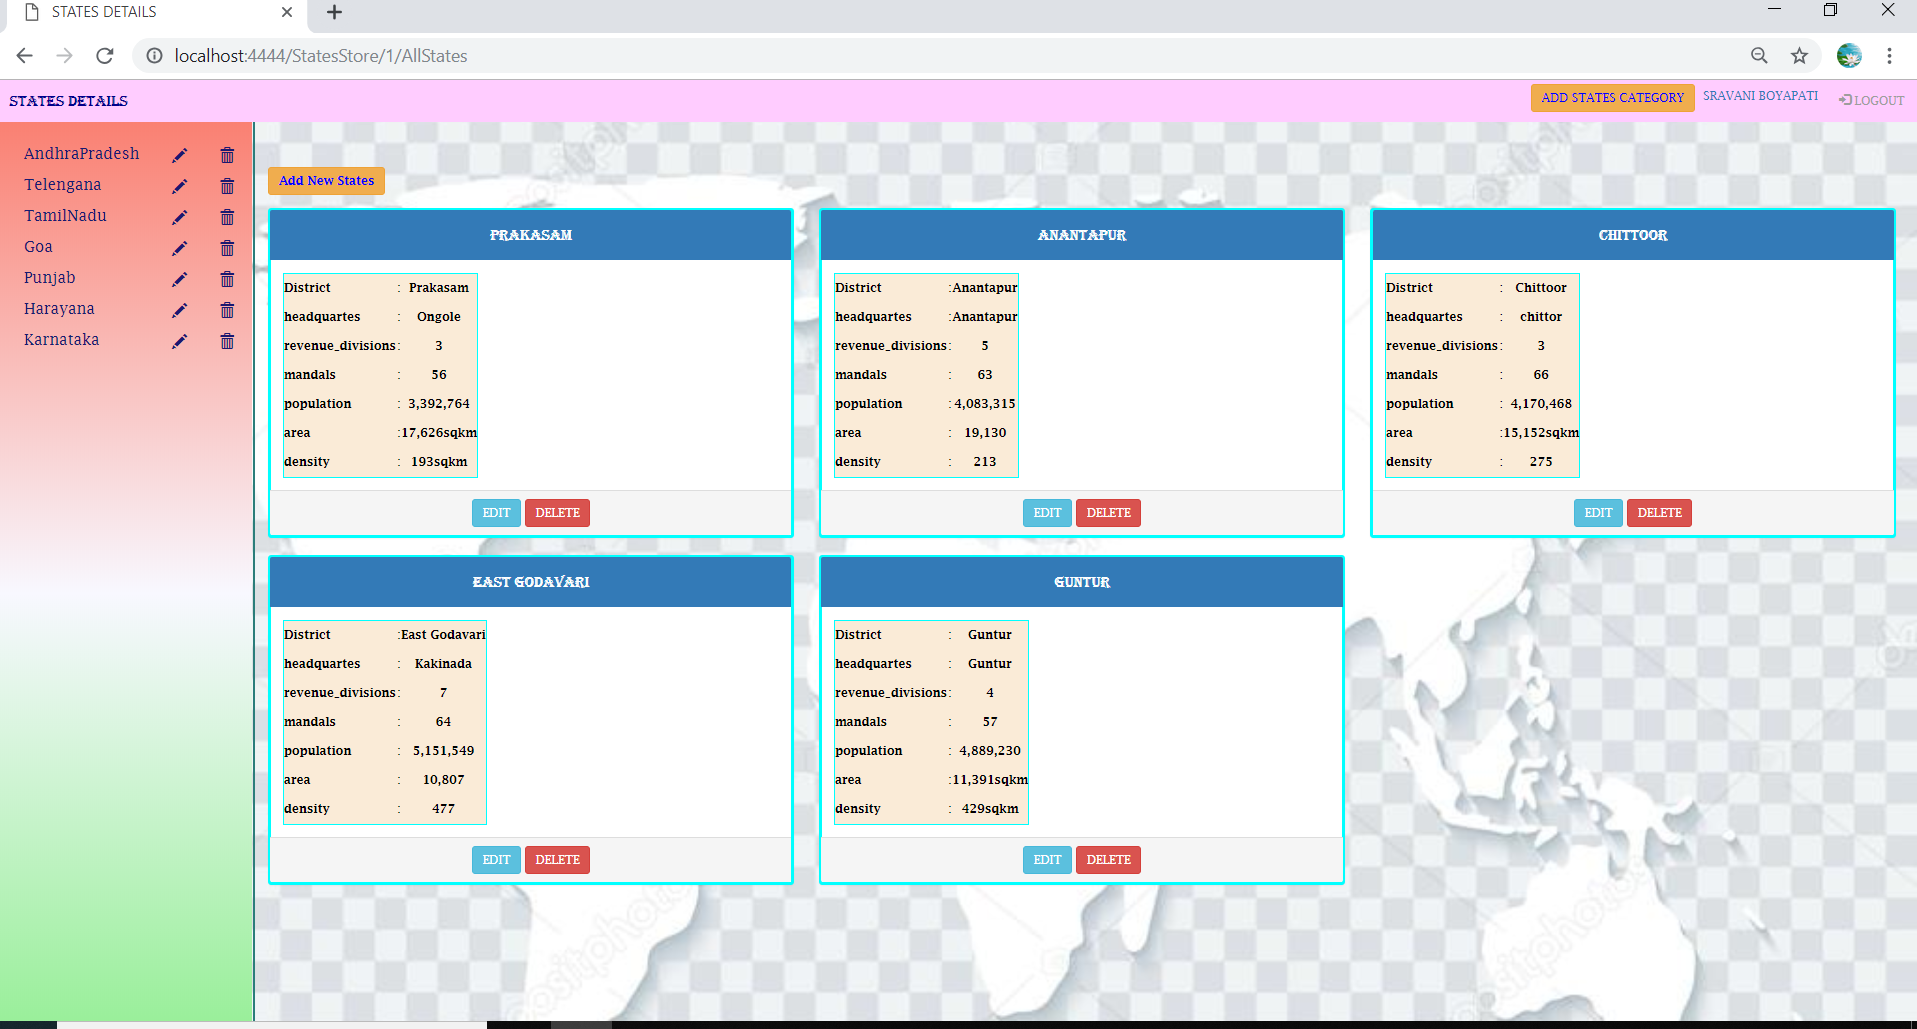 STATES DETAILS
localhost:4444/StatesStore/1/AllStates
STATES DETAILS
ADD STATES CATEGORY SRAVANI BOYAPATI LOGOUT
AndhraPradesh
Telengana
TamilNadu
Goa
Punjab
Harayana
Karnataka
Add New States
PRAKASAM
District : Prakasam
headquartes : Ongole
revenue_divisions : 3
mandals : 56
population : 3,392,764
area :17,626sqkm
density : 193sqkm
EDIT DELETE
ANANTAPUR
District :Anantapur
headquartes :Anantapur
revenue_divisions : 5
mandals : 63
population : 4,083,315
area : 19,130
density : 213
EDIT DELETE
CHITTOOR
District : Chittoor
headquartes : chittor
revenue_divisions : 3
mandals : 66
population : 4,170,468
area :15,152sqkm
density : 275
EDIT DELETE
EAST GODAVARI
District :East Godavari
headquartes : Kakinada
revenue_divisions : 7
mandals : 64
population : 5,151,549
area : 10,807
density : 477
EDIT DELETE
GUNTUR
District : Guntur
headquartes : Guntur
revenue_divisions : 4
mandals : 57
population : 4,889,230
area :11,391sqkm
density : 429sqkm
EDIT DELETE